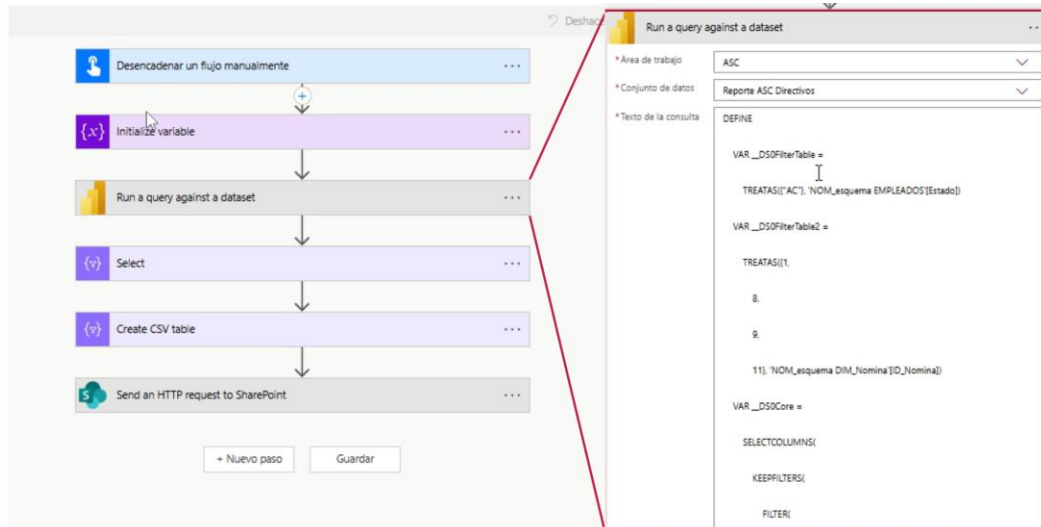 Deshace
Desencadenar un flujo manualmente
{x} Initialize variable
Run a query against a dataset
Select
Create CSV table
S Send an HTTP request to SharePoint
+ Nuevo paso
Guardar
Run a query against a dataset
* Área de trabajo
ASC
* Conjunto de datos
Reporte ASC Directivos
* Texto de la consulta
DEFINE
VAR __DS0FilterTable =
TREATAS({"AC"}, 'NOM_esquema EMPLEADOS'[Estado])
VAR __DS0FilterTable2 =
TREATAS({1,
8,
9,
11}, 'NOM_esquema DIM_Nomina'[ID_Nomina])
VAR __DS0Core =
SELECTCOLUMNS(
KEEPFILTERS(
FILTER(